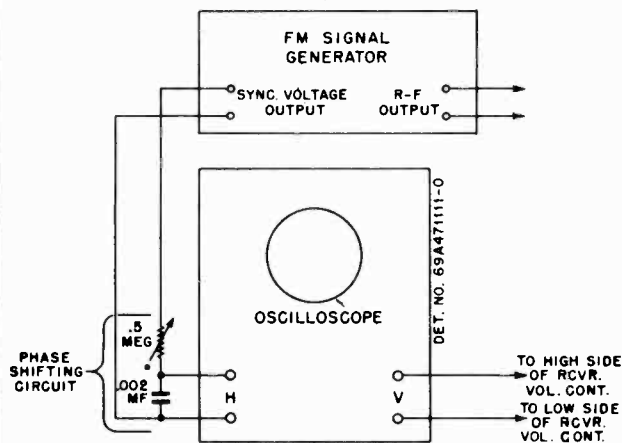 FM SIGNAL
GENERATOR
SYNC. VOLTAGE
OUTPUT
R-F
OUTPUT
DET. NO. 69A471111-0
OSCILLOSCOPE
.5
MEG
PHASE
SHIFTING
CIRCUIT
.002
MF
H
V
TO HIGH SIDE
OF RCVR.
VOL. CONT.
TO LOW SIDE
OF RCVR.
VOL. CONT.